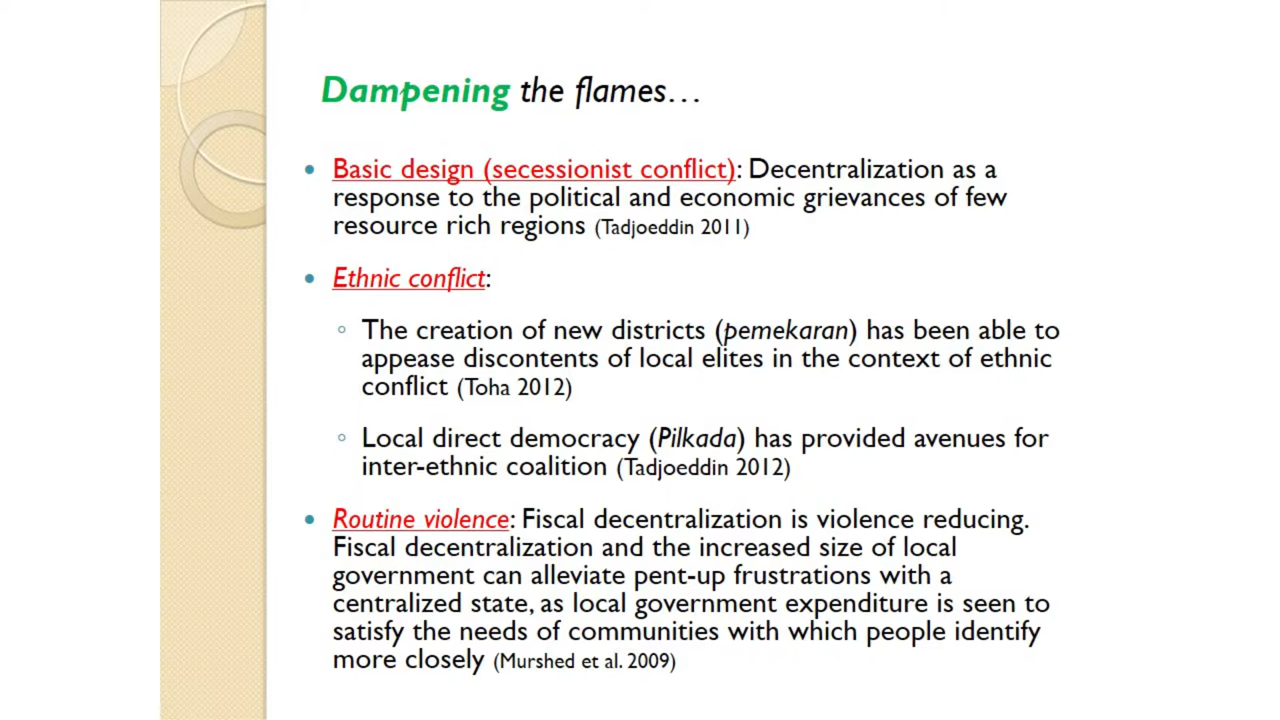 Dampening the flames…
• Basic design (secessionist conflict): Decentralization as a
response to the political and economic grievances of few
resource rich regions (Tadjoeddin 2011)
• Ethnic conflict:
◦ The creation of new districts (pemekaran) has been able to
appease discontents of local elites in the context of ethnic
conflict (Toha 2012)
◦ Local direct democracy (Pilkada) has provided avenues for
inter-ethnic coalition (Tadjoeddin 2012)
• Routine violence: Fiscal decentralization is violence reducing.
Fiscal decentralization and the increased size of local
government can alleviate pent-up frustrations with a
centralized state, as local government expenditure is seen to
satisfy the needs of communities with which people identify
more closely (Murshed et al. 2009)